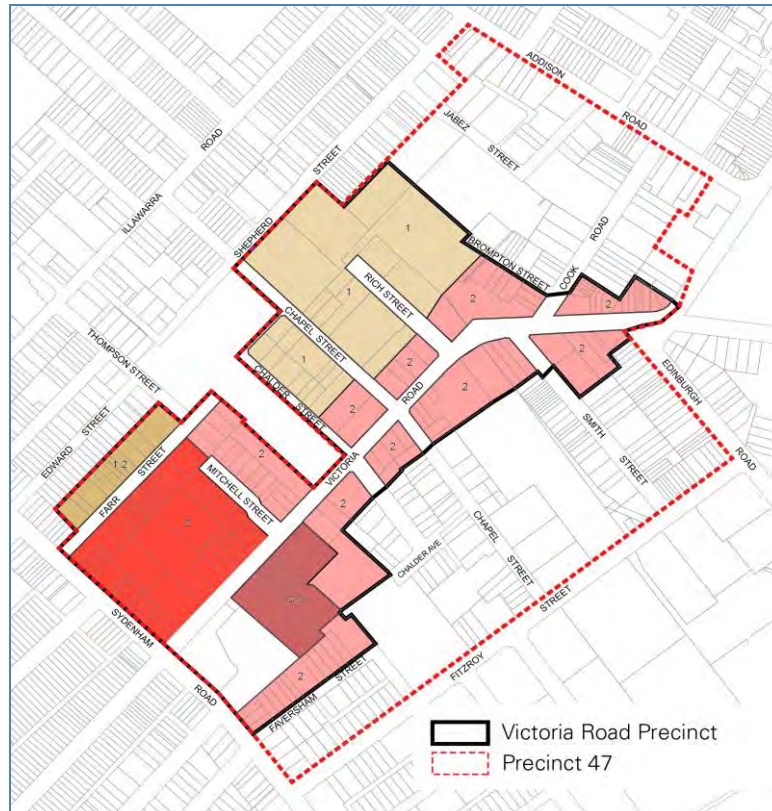 ADDISON
ROAD
JABEZ
STREET
ROAD
ILLAWARRA
STREET
SHEPHERD
1
BROMPTON STREET
COOK
ROAD
RICH STREET
1
2
2
CHAPEL STREET
THOMPSON STREET
1
CHALDER STREET
2
ROAD
2
2
2
EDINBURGH
ROAD
SMITH
STREET
EDWARD STREET
1 2
FARR STREET
2
MITCHELL STREET
VICTORIA
2
2
CHALDER AVE
CHAPEL
STREET
SYDENHAM
ROAD
2
FAVERSHAM STREET
FITZROY
STREET
Victoria Road Precinct
Precinct 47